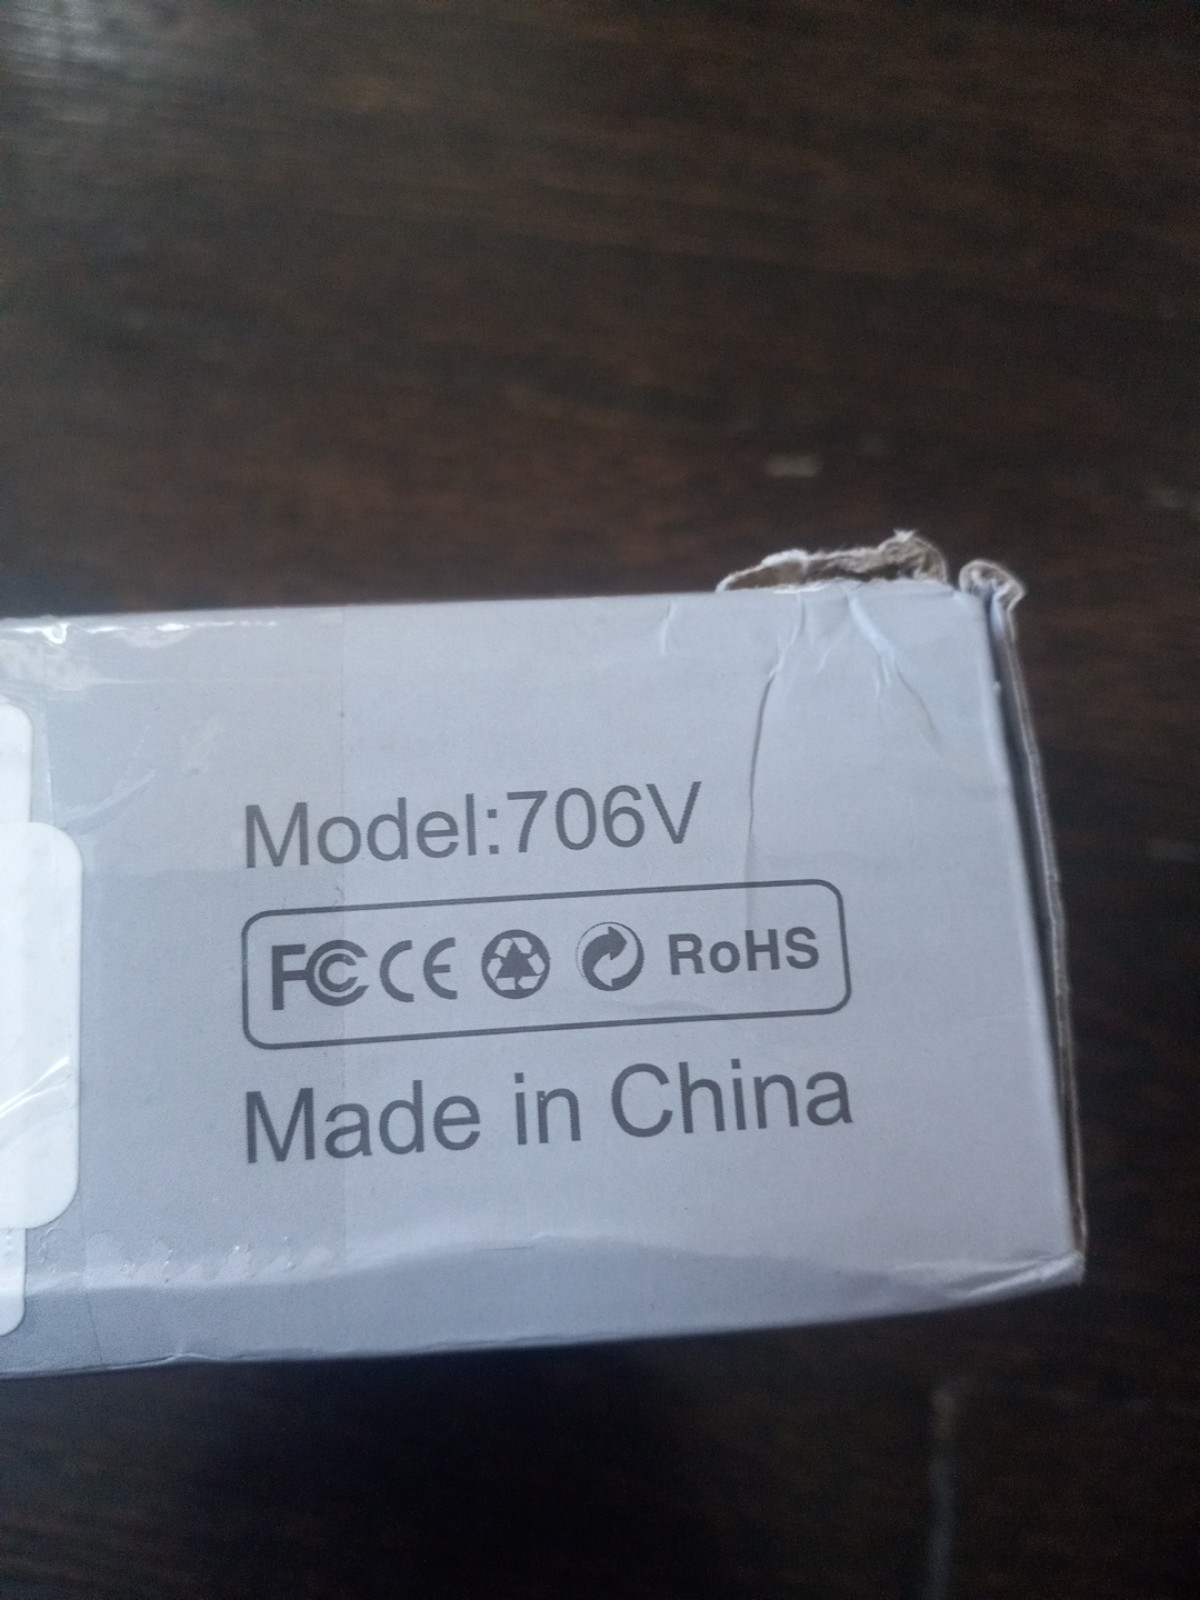 Model:706V
FC CE RoHS
Made in China